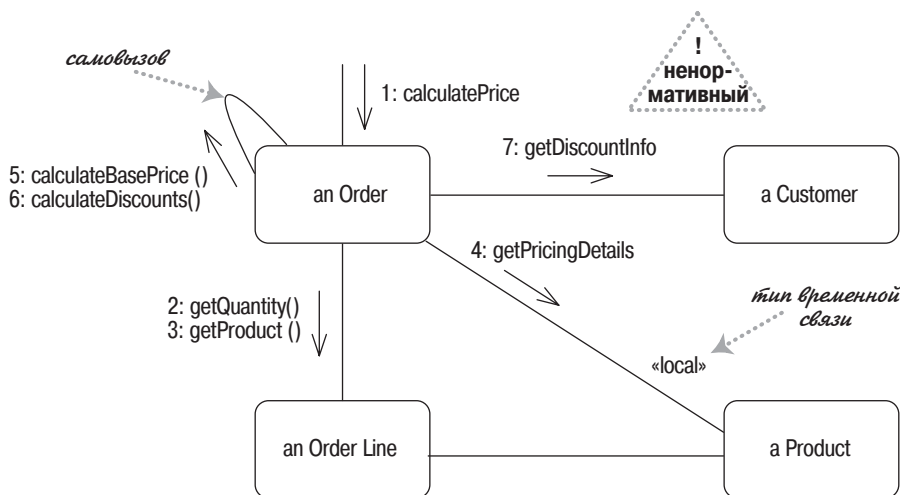 самовызов
!
ненор-
мативный
1: calculatePrice
5: calculateBasePrice ()
6: calculateDiscounts()
an Order
7: getDiscountInfo
a Customer
4: getPricingDetails
2: getQuantity()
3: getProduct ()
тип временной
связи
«local»
an Order Line
a Product